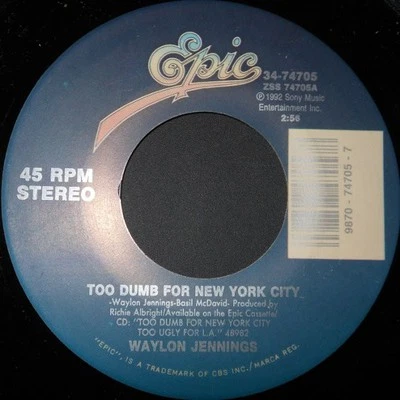 Epic
34-74705
ZSS 74705A
℗ 1992 Sony Music
Entertainment Inc.
2:56
45 RPM
STEREO
9870 - 74705 - 7
TOO DUMB FOR NEW YORK CITY
-Waylon Jennings-Basil McDavid- Produced by
Richie Albright/Available on the Epic Cassette/
CD: "TOO DUMB FOR NEW YORK CITY
TOO UGLY FOR L.A." 48982
WAYLON JENNINGS
"EPIC", IS A TRADEMARK OF CBS INC./MARCA REG.